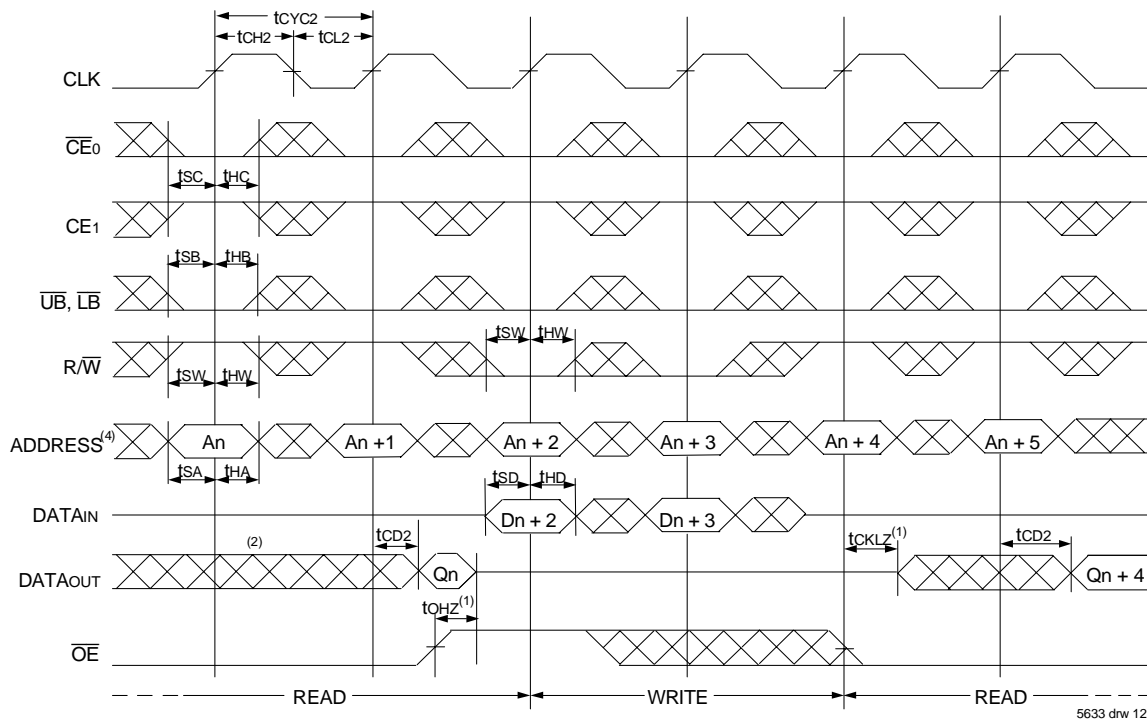 tCYC2
tCH2 tCL2
CLK
CE0
tSC tHC
CE1
tSB tHB
UB, LB
tSW tHW
R/W
tSW tHW
ADDRESS(4) An An +1 An + 2 An + 3 An + 4 An + 5
tSA tHA tSD tHD
DATAIN Dn + 2 Dn + 3
(2) tCD2 tCKLZ(1) tCD2
DATAOUT Qn Qn + 4
tOHZ(1)
OE
READ WRITE READ
5633 drw 12